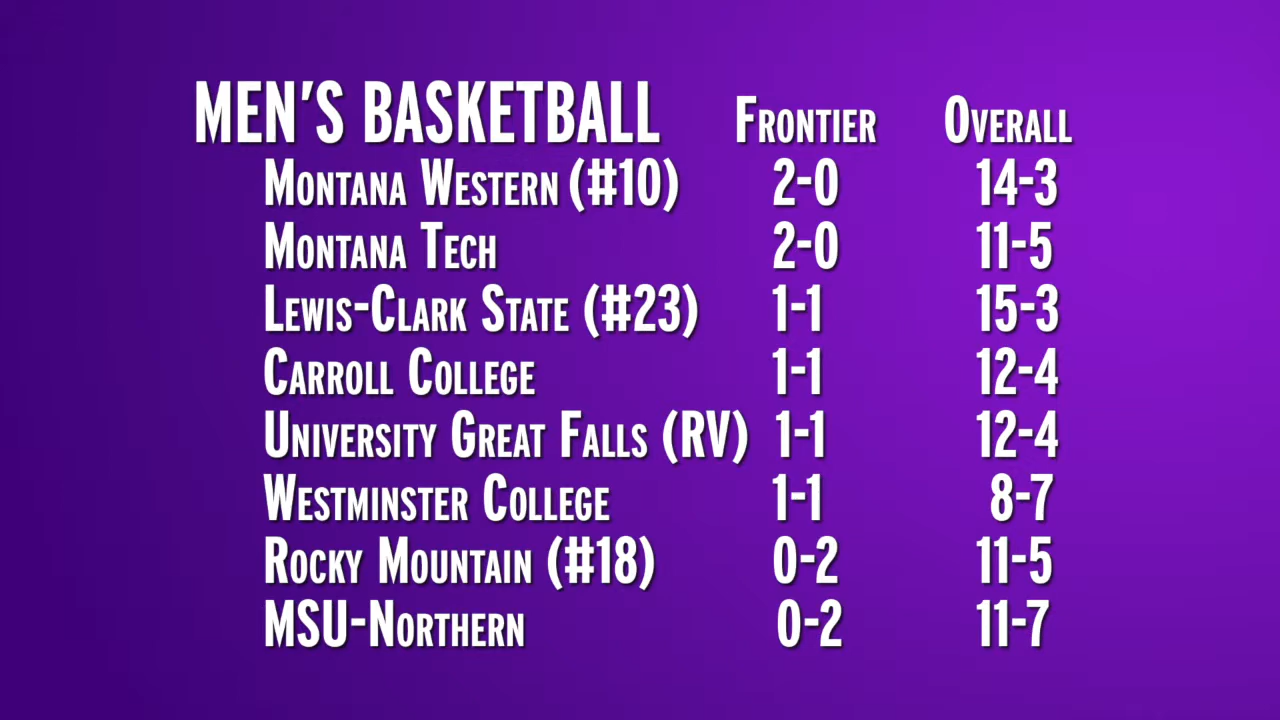 MEN'S BASKETBALL FRONTIER OVERALL
MONTANA WESTERN (#10) 2-0 14-3
MONTANA TECH 2-0 11-5
LEWIS-CLARK STATE (#23) 1-1 15-3
CARROLL COLLEGE 1-1 12-4
UNIVERSITY GREAT FALLS (RV) 1-1 12-4
WESTMINSTER COLLEGE 1-1 8-7
ROCKY MOUNTAIN (#18) 0-2 11-5
MSU-NORTHERN 0-2 11-7